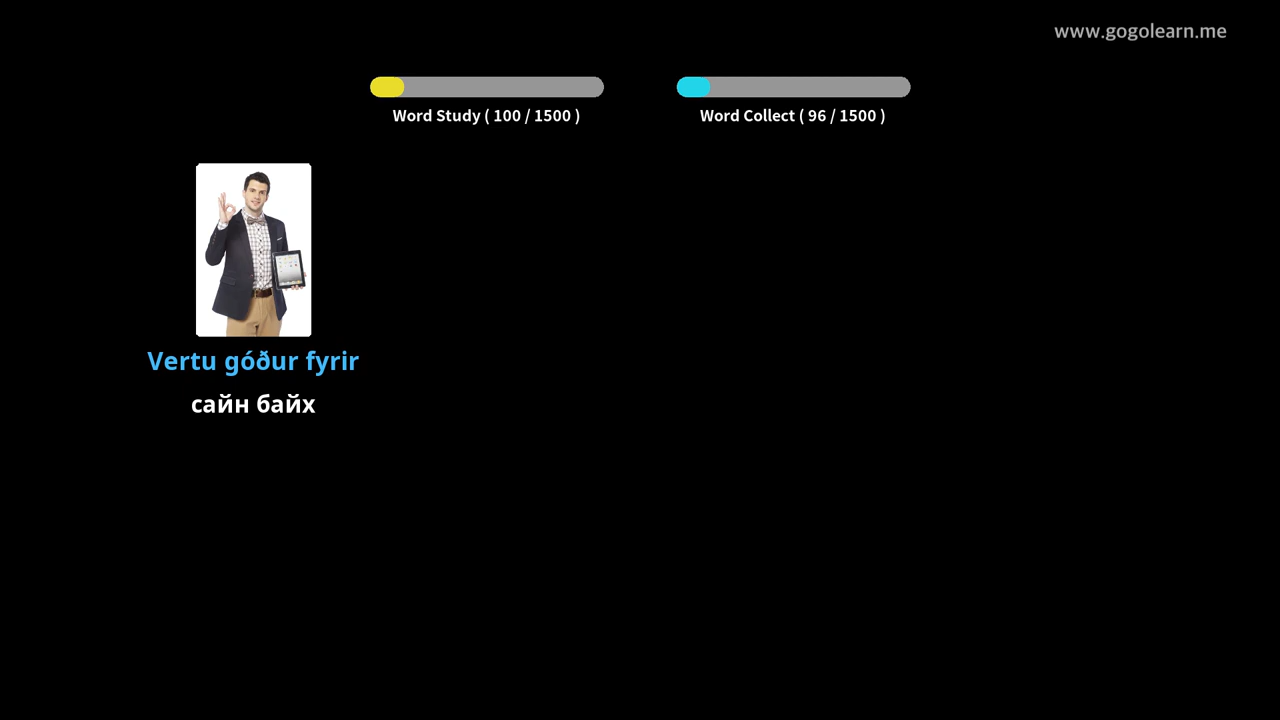 www.gogolearn.me
Word Study ( 100 / 1500 )
Word Collect ( 96 / 1500 )
Vertu góður fyrir
сайн байх